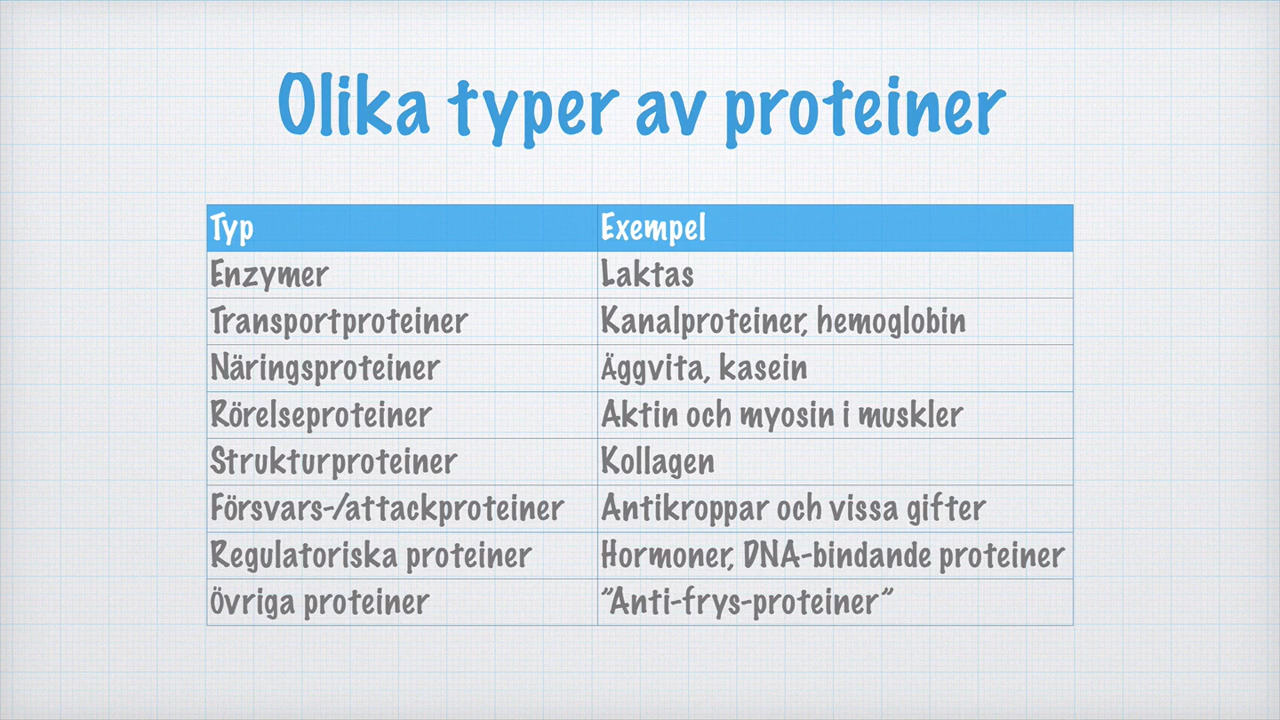 Olika typer av proteiner
Typ Exempel
Enzymer Laktas
Transportproteiner Kanalproteiner, hemoglobin
Näringsproteiner Äggvita, kasein
Rörelseproteiner Aktin och myosin i muskler
Strukturproteiner Kollagen
Försvars-/attackproteiner Antikroppar och vissa gifter
Regulatoriska proteiner Hormoner, DNA-bindande proteiner
Övriga proteiner ”Anti-frys-proteiner”